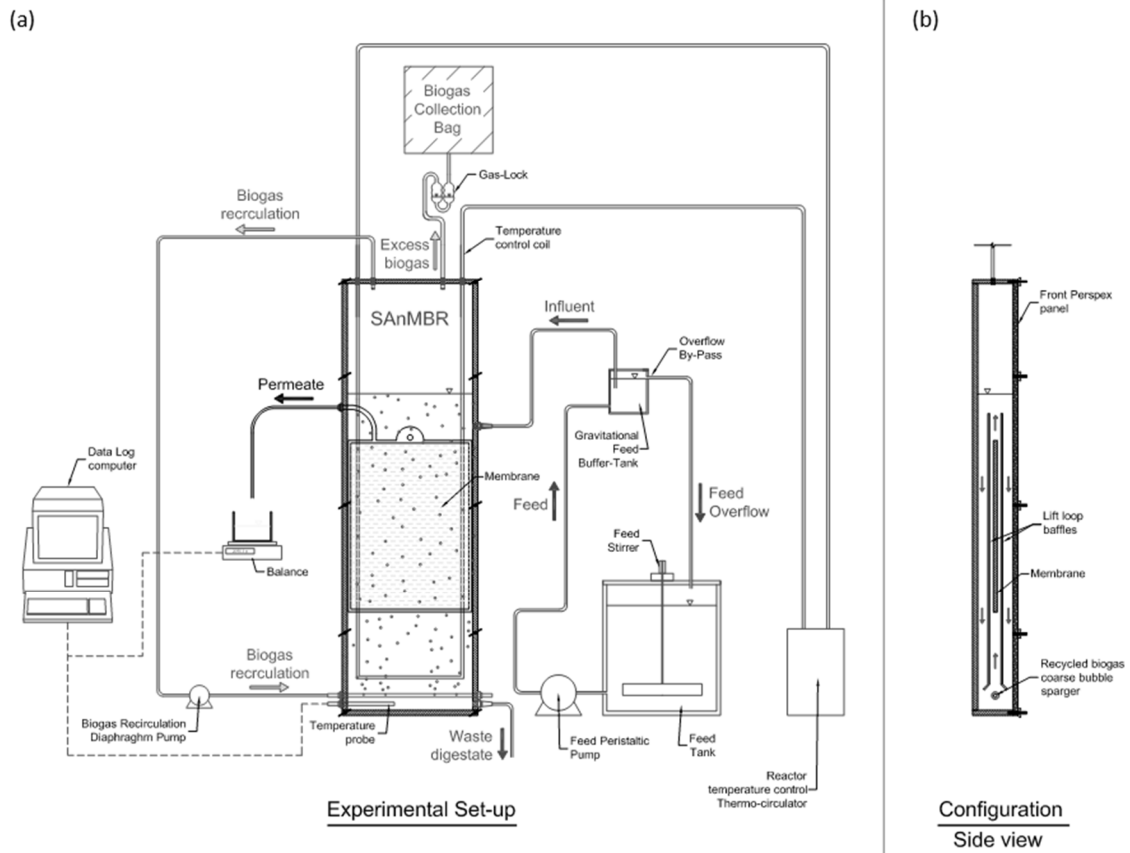 (a)
Biogas
Collection
Bag
Gas-Lock
Biogas
recrculation
Excess
biogas
Temperature
control coil
SAnMBR
Influent
Overflow
By-Pass
Permeate
Gravitational
Feed
Buffer-Tank
Data Log
computer
Membrane
Feed
Feed
Overflow
Feed
Stirrer
Balance
Biogas
recrculation
Biogas Recirulation
Diaphraghm Pump
Temperature
probe
Waste
digestate
Feed Peristaltic
Pump
Feed
Tank
Reactor
temperature control
Thermo-circulator
Experimental Set-up
(b)
Front Perspex
panel
Lift loop
baffles
Membrane
Recycled biogas
coarse bubble
sparger
Configuration
Side view